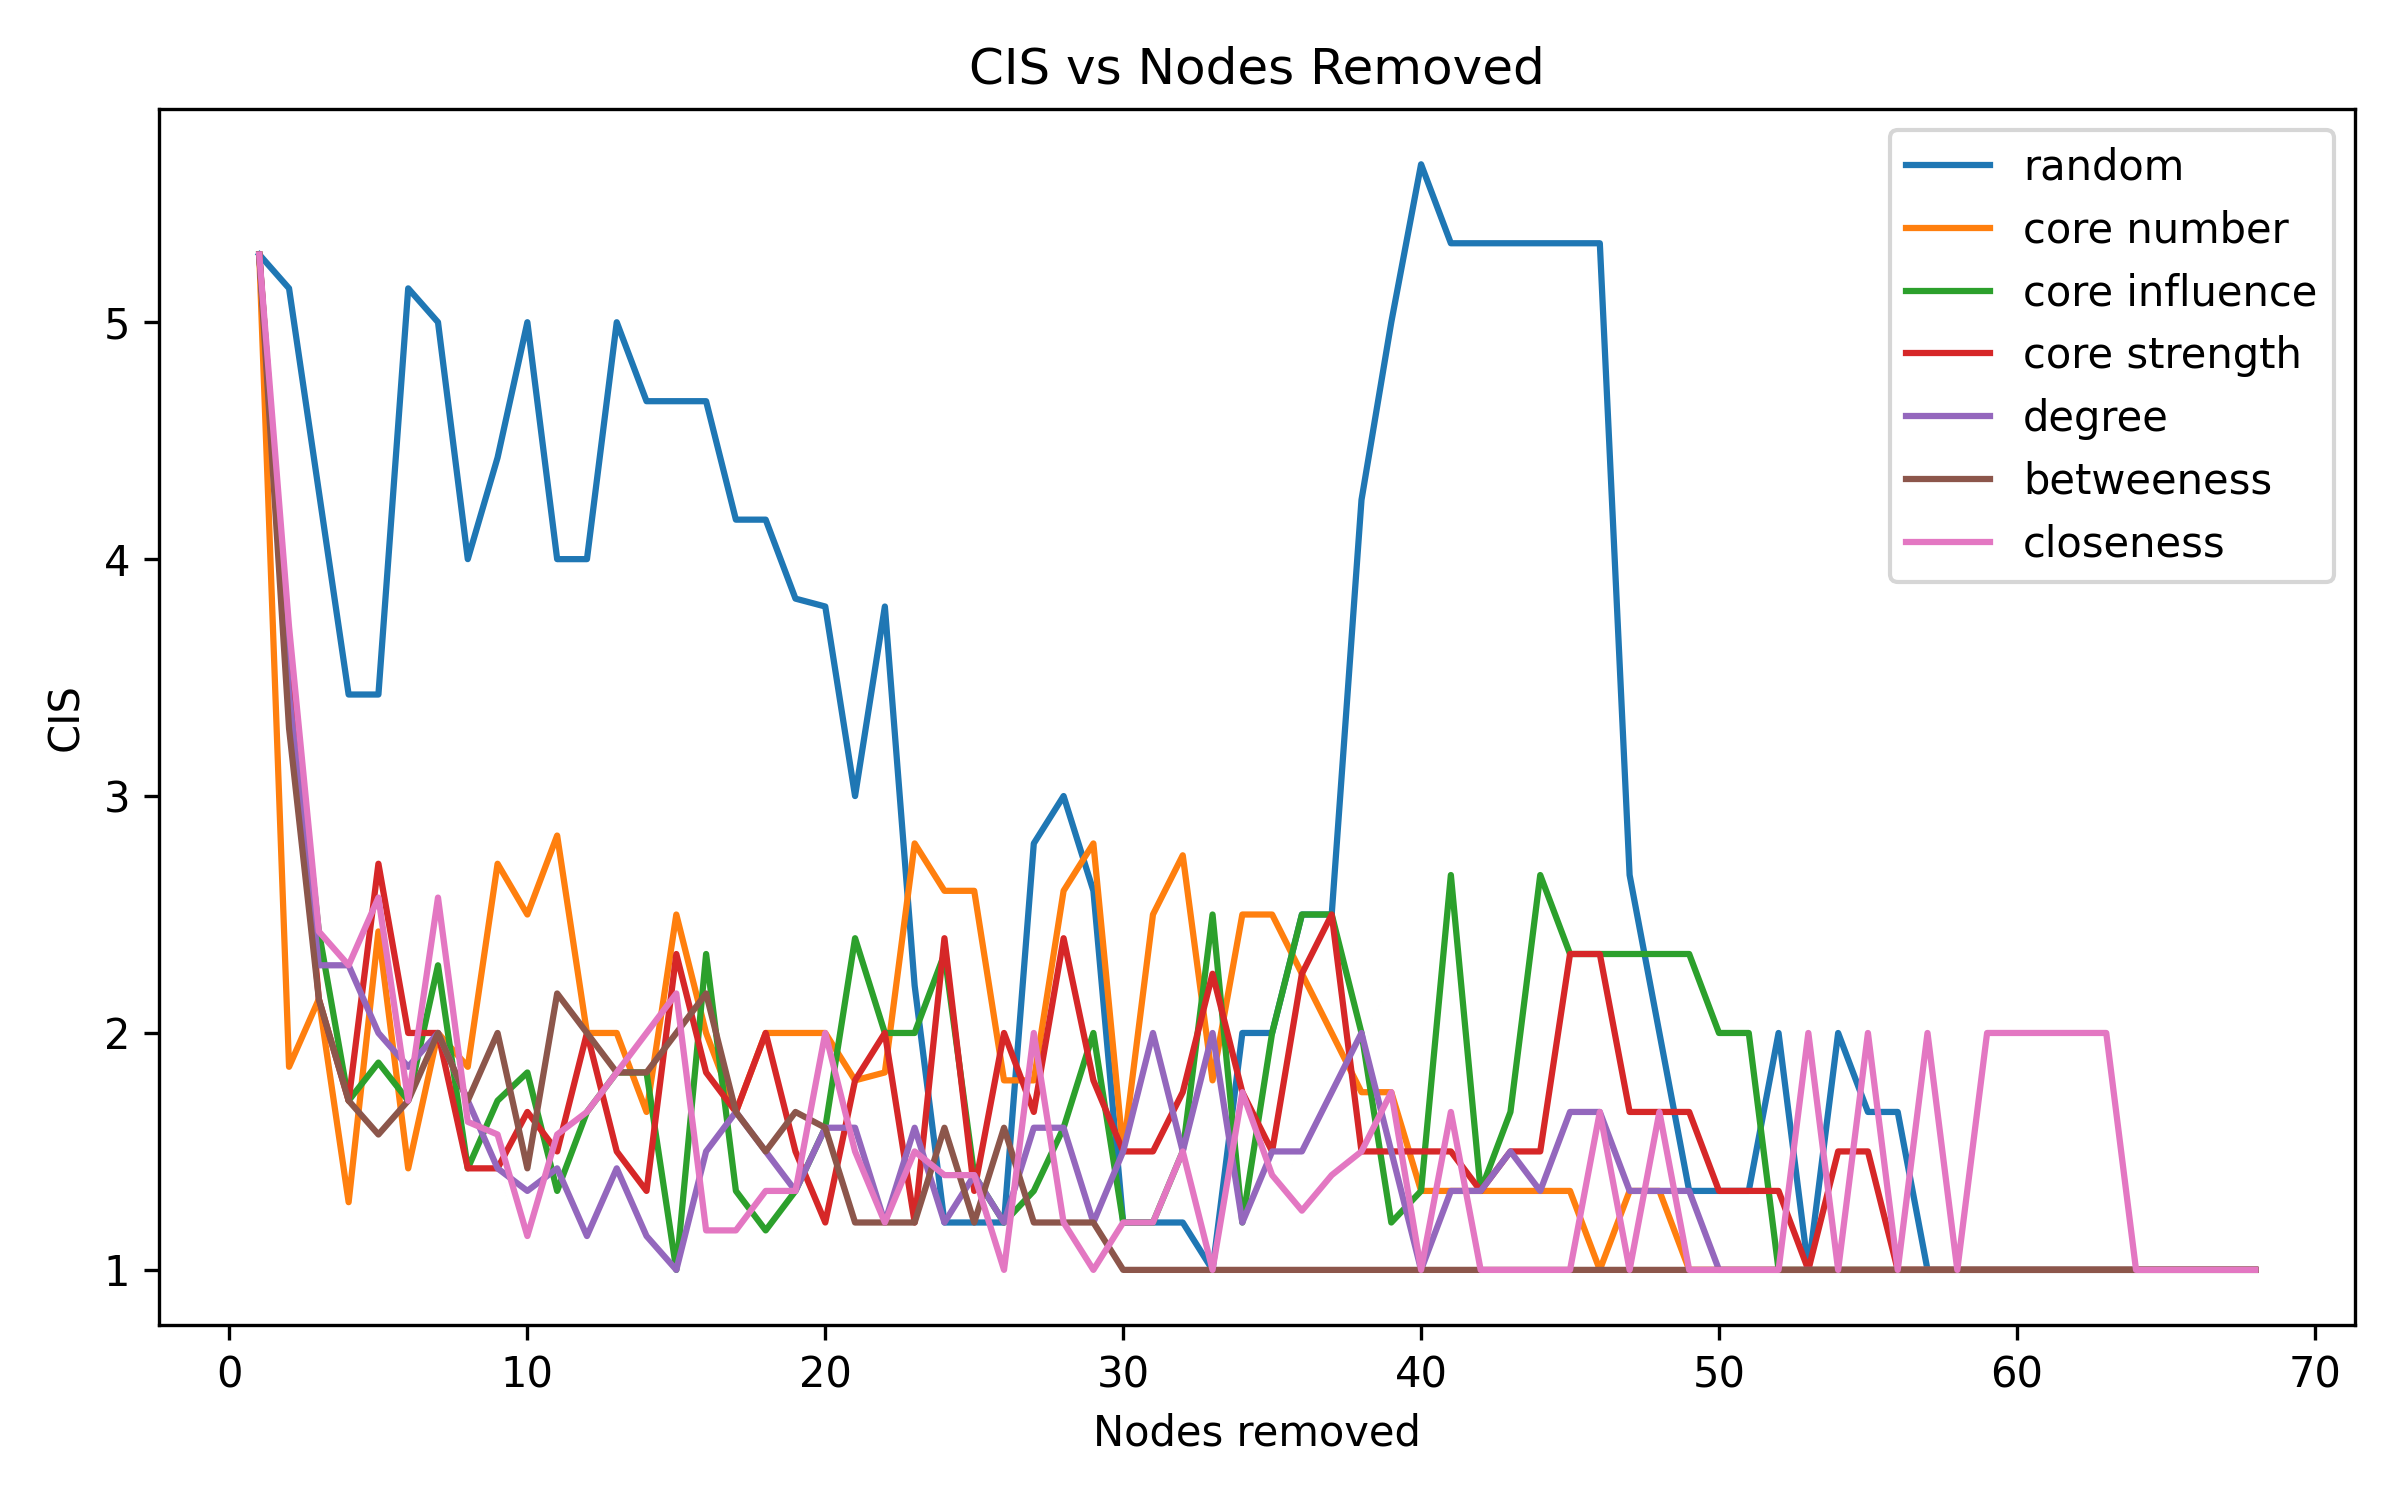 CIS vs Nodes Removed
random
core number
core influence
core strength
degree
betweeness
closeness
CIS
5
4
3
2
1
0 10 20 30 40 50 60 70
Nodes removed